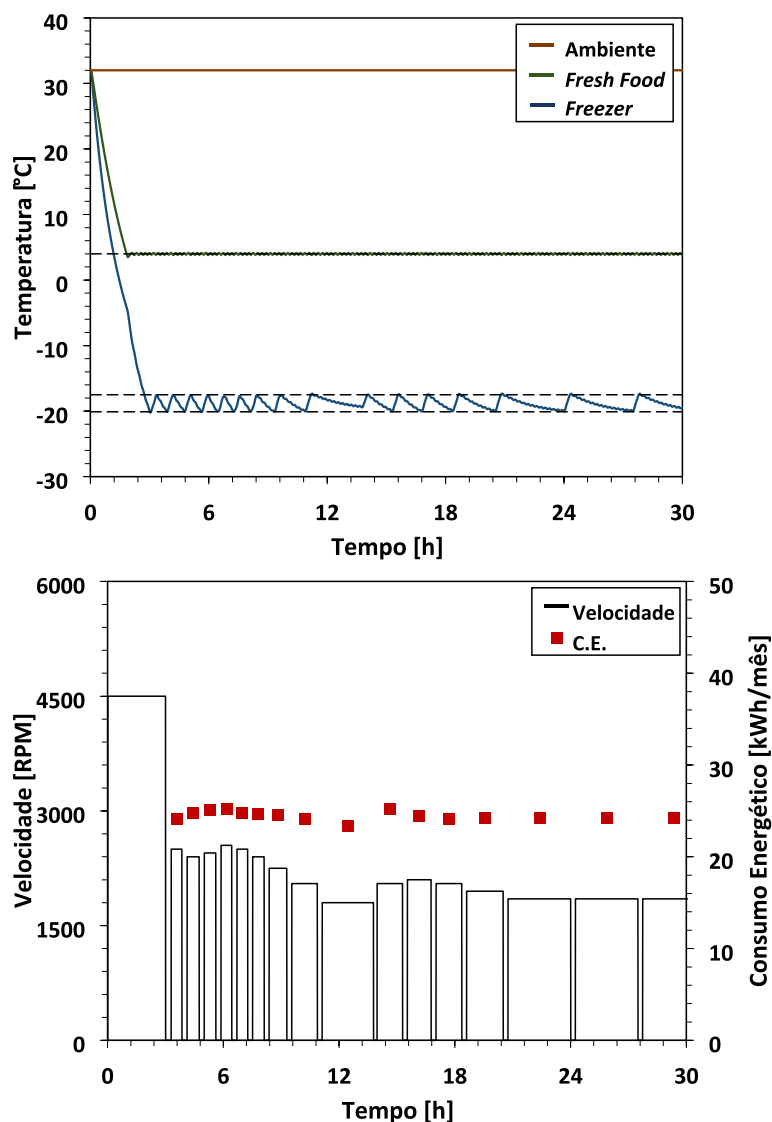 40
30
20
10
0
-10
-20
-30
Temperatura [°C]
Ambiente
Fresh Food
Freezer
0 6 12 18 24 30
Tempo [h]
6000
4500
3000
1500
0
Velocidade [RPM]
Velocidade
C.E.
50
40
30
20
10
0
Consumo Energético [kWh/mês]
0 6 12 18 24 30
Tempo [h]